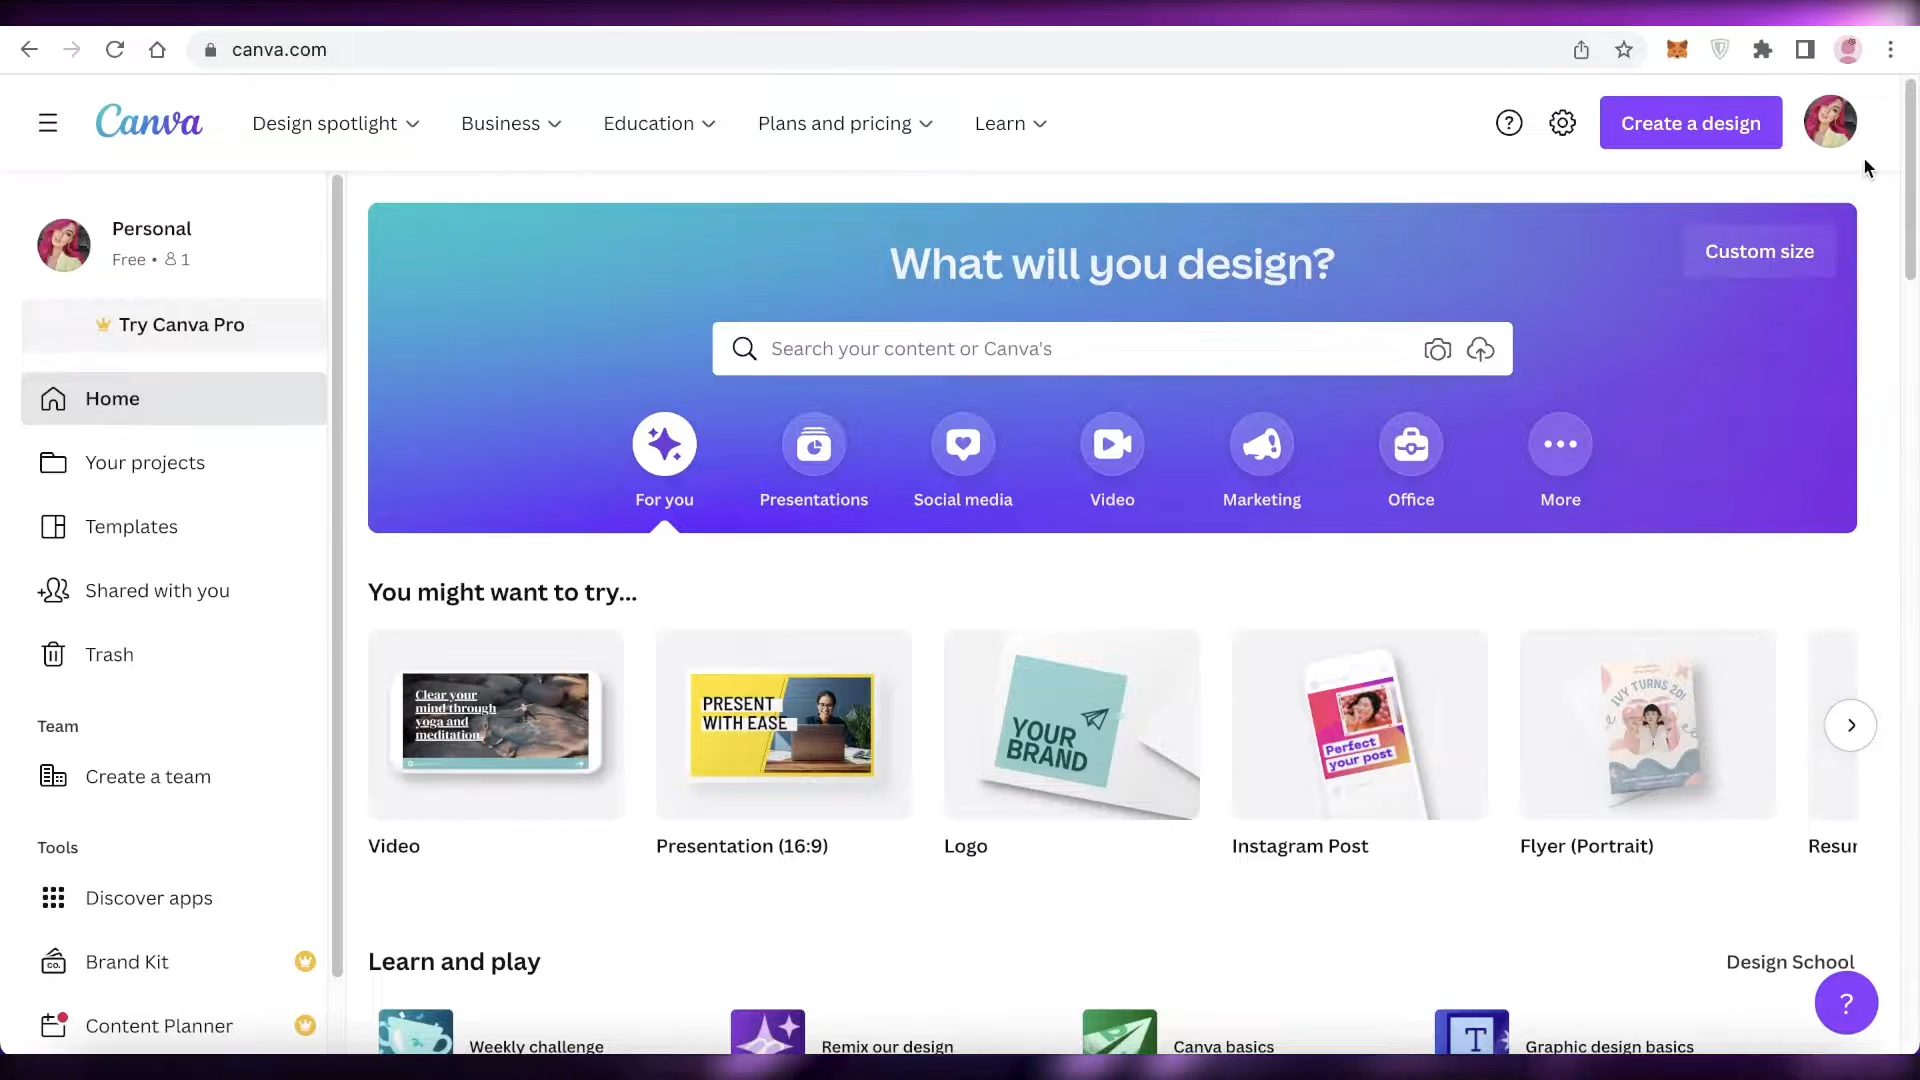 canva.com
Canva
Design spotlight
Business
Education
Plans and pricing
Learn
Create a design
Personal
Free • 1
Try Canva Pro
Home
Your projects
Templates
Shared with you
Trash
Team
Create a team
Tools
Discover apps
CO.
Brand Kit
Content Planner
What will you design?
Custom size
Search your content or Canva's
For you
Presentations
Social media
Video
Marketing
Office
More
You might want to try...
Clear your
mind through
yoga and
meditation
PRESENT
WITH EASE
YOUR
BRAND
Perfect
your post
IVY TURNS 20!
Video
Presentation (16:9)
Logo
Instagram Post
Flyer (Portrait)
Resur
Learn and play
Design School
?
Weekly challenge
Remix our design
Canva basics
T
Graphic design basics